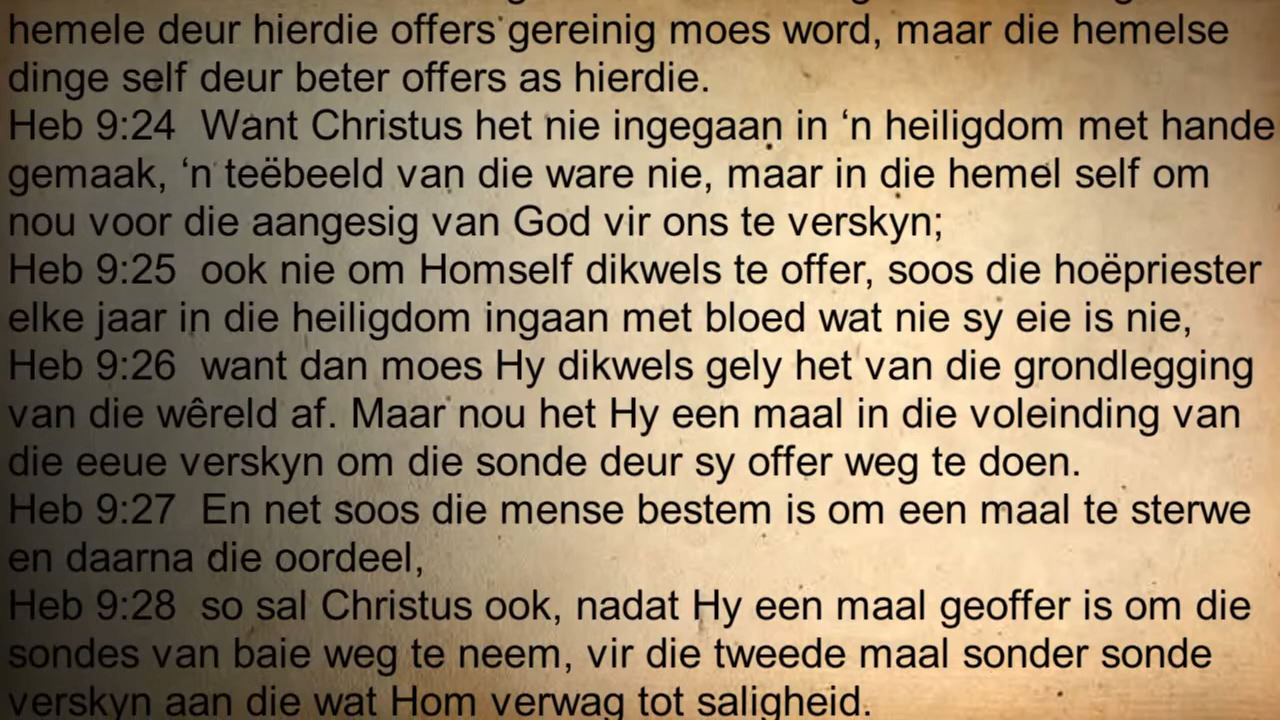 hemele deur hierdie offers gereinig moes word, maar die hemelse
dinge self deur beter offers as hierdie.
Heb 9:24 Want Christus het nie ingegaan in ‘n heiligdom met hande
gemaak, ‘n teëbeeld van die ware nie, maar in die hemel self om
nou voor die aangesig van God vir ons te verskyn;
Heb 9:25 ook nie om Homself dikwels te offer, soos die hoëpriester
elke jaar in die heiligdom ingaan met bloed wat nie sy eie is nie,
Heb 9:26 want dan moes Hy dikwels gely het van die grondlegging
van die wêreld af. Maar nou het Hy een maal in die voleinding van
die eeue verskyn om die sonde deur sy offer weg te doen.
Heb 9:27 En net soos die mense bestem is om een maal te sterwe
en daarna die oordeel,
Heb 9:28 so sal Christus ook, nadat Hy een maal geoffer is om die
sondes van baie weg te neem, vir die tweede maal sonder sonde
verskyn aan die wat Hom verwag tot saligheid.